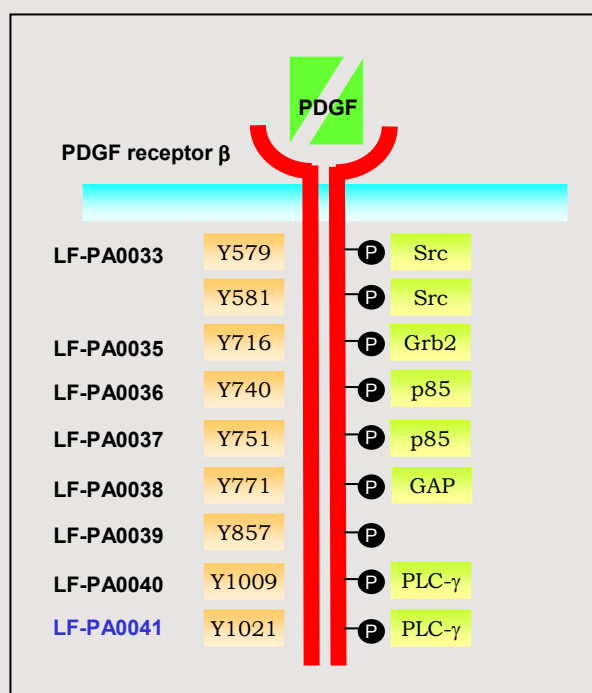 PDGF
PDGF receptor β
LF-PA0033 Y579 P Src
Y581 P Src
LF-PA0035 Y716 P Grb2
LF-PA0036 Y740 P p85
LF-PA0037 Y751 P p85
LF-PA0038 Y771 P GAP
LF-PA0039 Y857 P
LF-PA0040 Y1009 P PLC-γ
LF-PA0041 Y1021 P PLC-γ